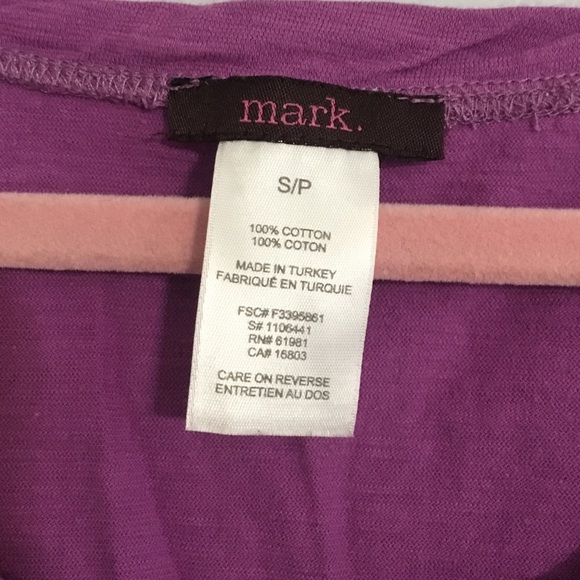 mark.
S/P
100% COTTON
100% COTON
MADE IN TURKEY
FABRIQUÉ EN TURQUIE
FSC# F3395861
S# 1106441
RN# 61981
CA# 15803
CARE ON REVERSE
ENTRETIEN AU DOS